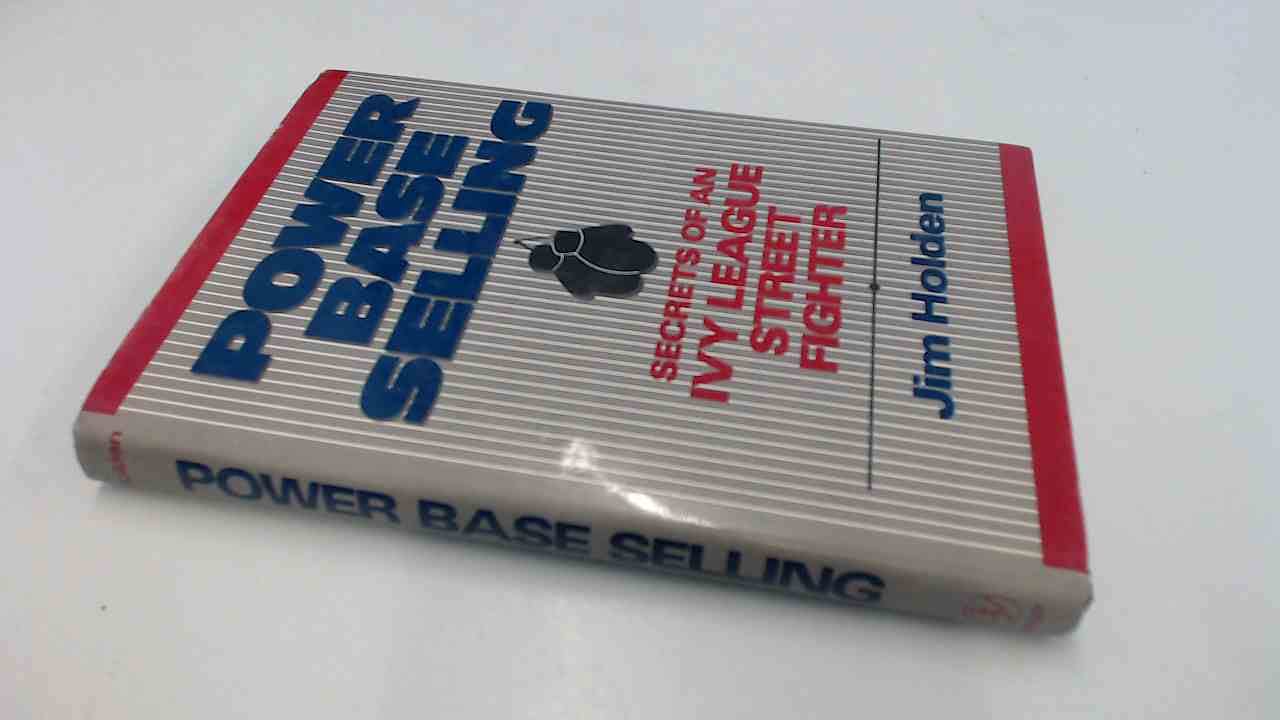 POWER
BASE
SELLING
SECRETS OF AN
IVY LEAGUE
STREET
FIGHTER
Jim Holden
POWER BASE SELLING